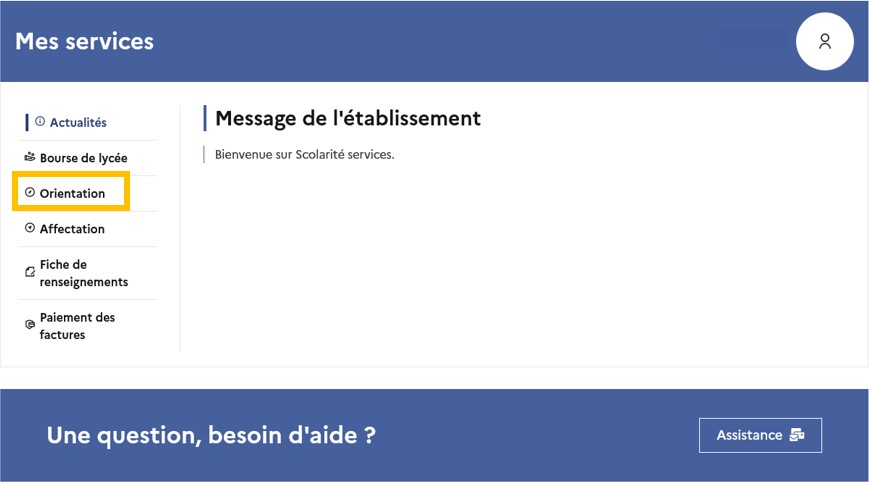 Mes services
Actualités
Bourse de lycée
Orientation
Affectation
Fiche de
renseignements
Paiement des
factures
Message de l'établissement
Bienvenue sur Scolarité services.
Une question, besoin d'aide ?
Assistance